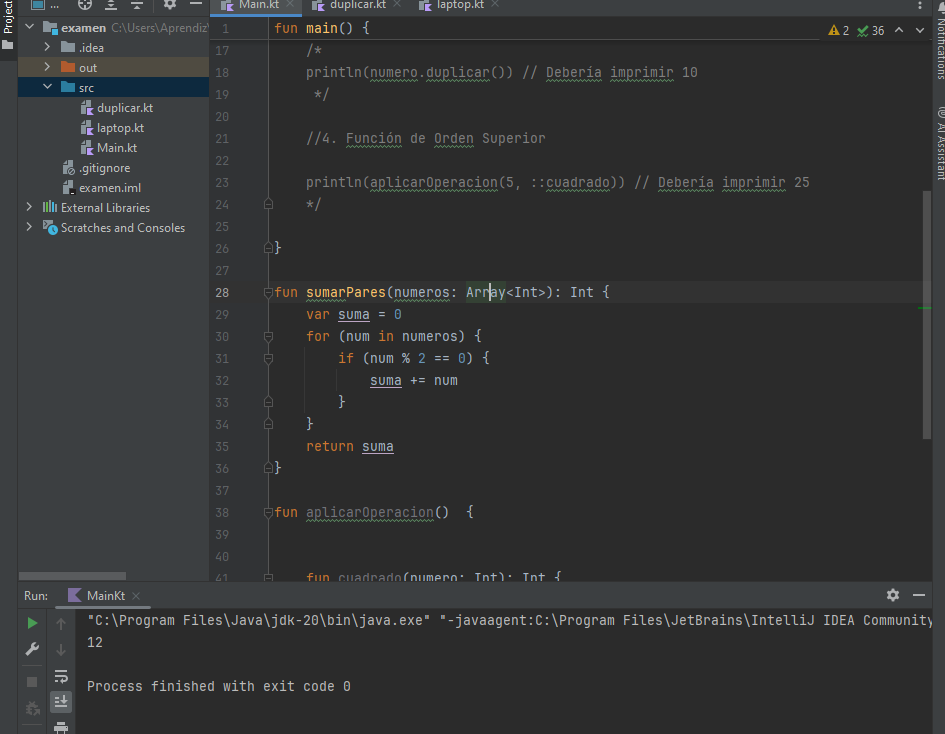 Main.kt duplicar.kt laptop.kt
Project
examen C:\Users\Aprendiz
.idea
out
src
duplicar.kt
laptop.kt
Main.kt
.gitignore
examen.iml
External Libraries
Scratches and Consoles
1 fun main() {
2 36
17 /*
18 println(numero.duplicar()) // Debería imprimir 10
19 */
20
21 //4. Función de Orden Superior
22
23 println(aplicarOperacion(5, ::cuadrado)) // Debería imprimir 25
24 */
25
26 }
27
28 fun sumarPares(numeros: Array<Int>): Int {
29 var suma = 0
30 for (num in numeros) {
31 if (num % 2 == 0) {
32 suma += num
33 }
34 }
35 return suma
36 }
37
38 fun aplicarOperacion() {
39
40
41 fun cuadrado(numero: Int): Int {
Notifications
AI Assistant
Run: MainKt
"C:\Program Files\Java\jdk-20\bin\java.exe" "-javaagent:C:\Program Files\JetBrains\IntelliJ IDEA Community
12
Process finished with exit code 0